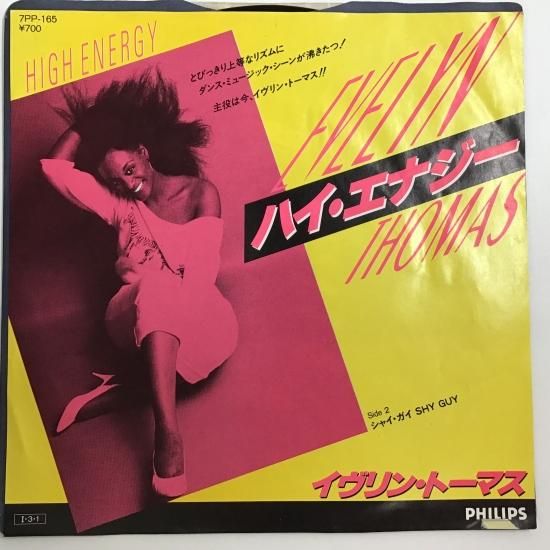 7PP-165
¥700
HIGH ENERGY
とびっきり上等なリズムに
ダンス・ミュージック・シーンが沸きたつ!
主役は今、イヴリン・トーマス!!
EVELYN
ハイ・エナジー
THOMAS
Side 2
シャイ・ガイ SHY GUY
イヴリン・トーマス
I・3・1
PHILIPS